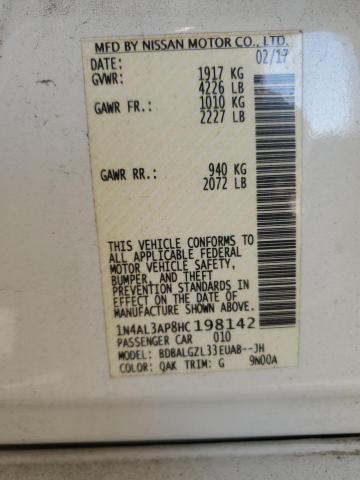 MFD BY NISSAN MOTOR CO., LTD.
DATE: 02/17
GVWR: 1917 KG
4226 LB
GAWR FR.: 1010 KG
2227 LB
GAWR RR.: 940 KG
2072 LB
THIS VEHICLE CONFORMS TO
ALL APPLICABLE FEDERAL
MOTOR VEHICLE SAFETY,
BUMPER, AND THEFT
PREVENTION STANDARDS IN
EFFECT ON THE DATE OF
MANUFACTURE SHOWN ABOVE.
1N4AL3AP8HC198142
PASSENGER CAR 010
MODEL: BDBALGZL33EUAB--JH
COLOR: QAK TRIM: G 9N00A